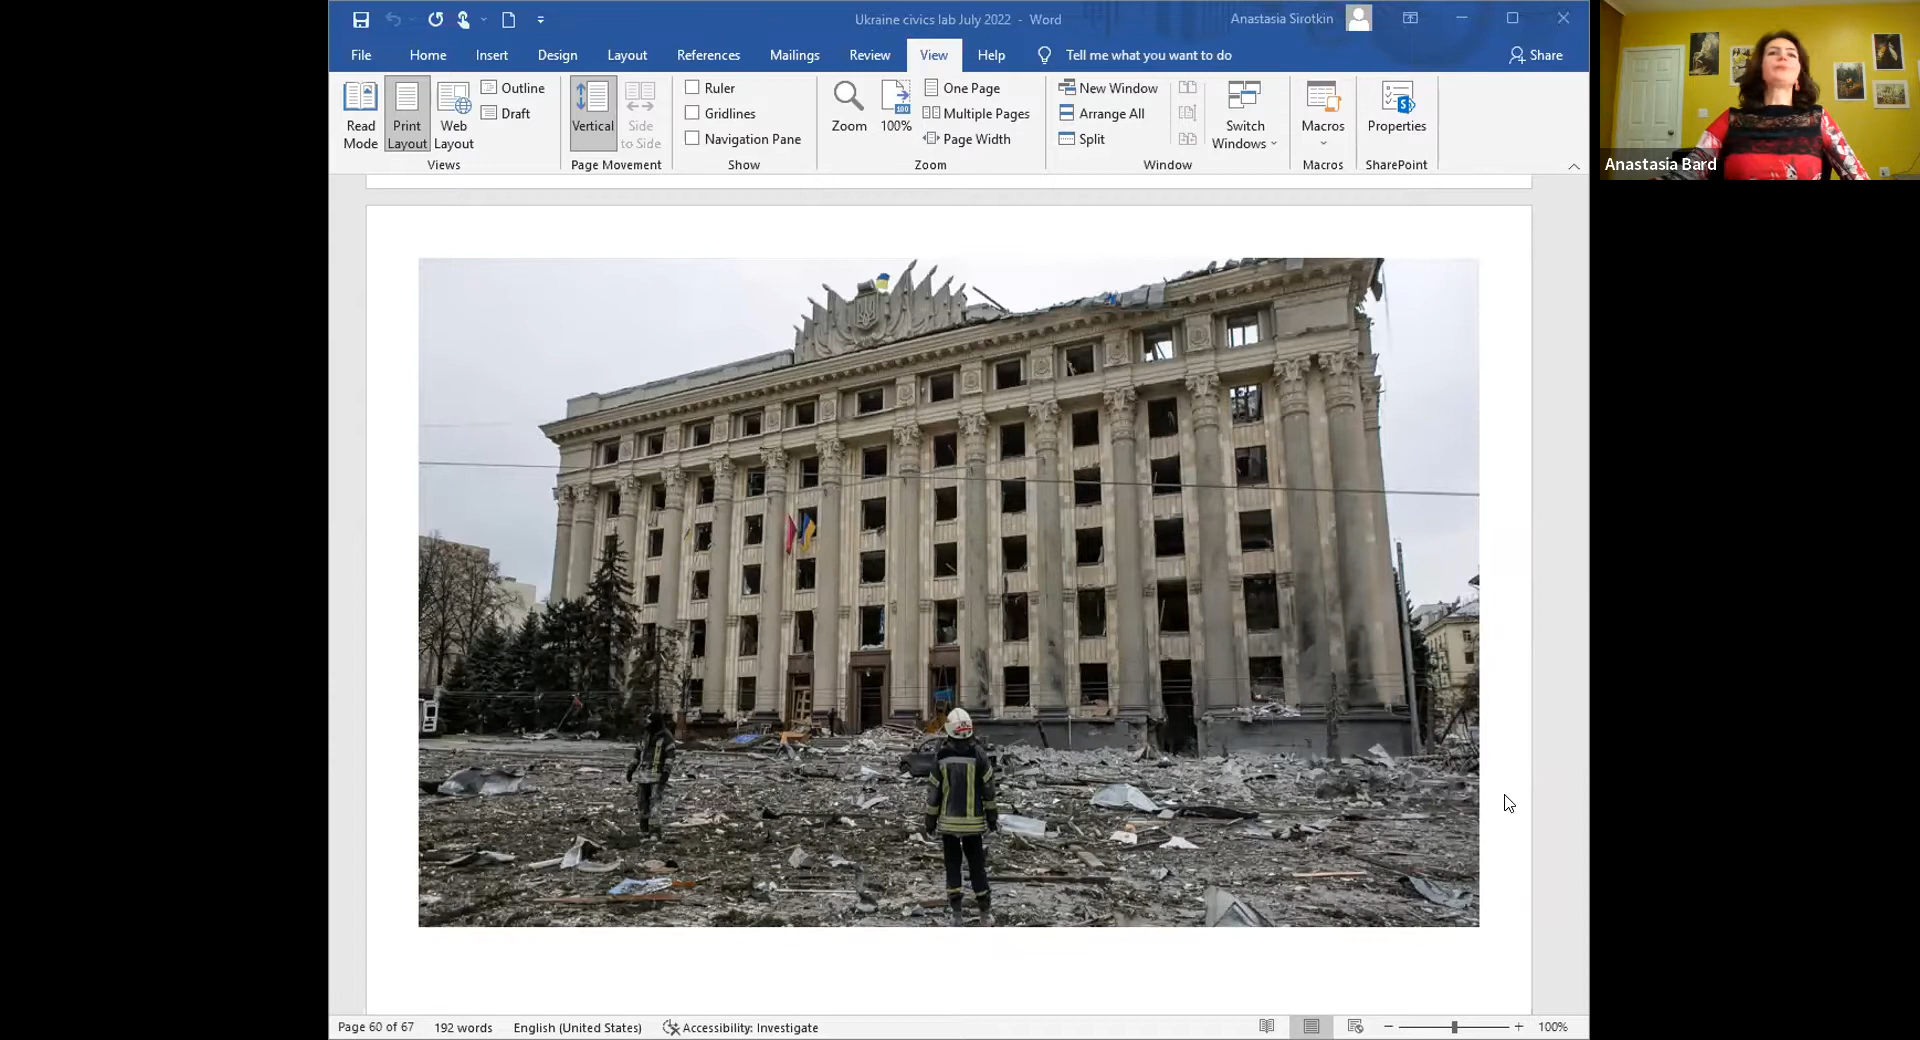 Ukraine civics lab July 2022 - Word
Anastasia Sirotkin
File Home Insert Design Layout References Mailings Review View Help Tell me what you want to do Share
Read Mode
Print Layout
Web Layout
Outline
Draft
Views
Vertical
Side to Side
Page Movement
Ruler
Gridlines
Navigation Pane
Show
Zoom
100
100%
One Page
Multiple Pages
Page Width
Zoom
New Window
Arrange All
Split
Switch Windows
Window
Macros
Macros
S
Properties
SharePoint
Anastasia Bard
Page 60 of 67 192 words English (United States) Accessibility: Investigate 100%